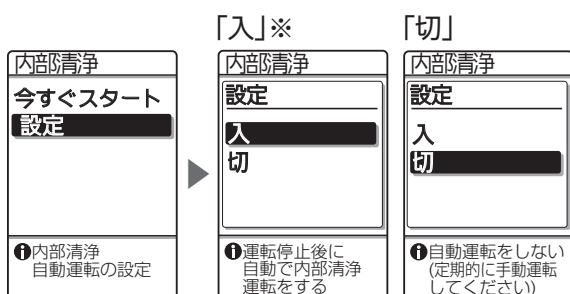 「入」※
「切」
内部清浄
今すぐスタート
設定
❶内部清浄
自動運転の設定
内部清浄
設定
入
切
❶運転停止後に
自動で内部清浄
運転をする
内部清浄
設定
入
切
❶自動運転をしない
(定期的に手動運転
してください)